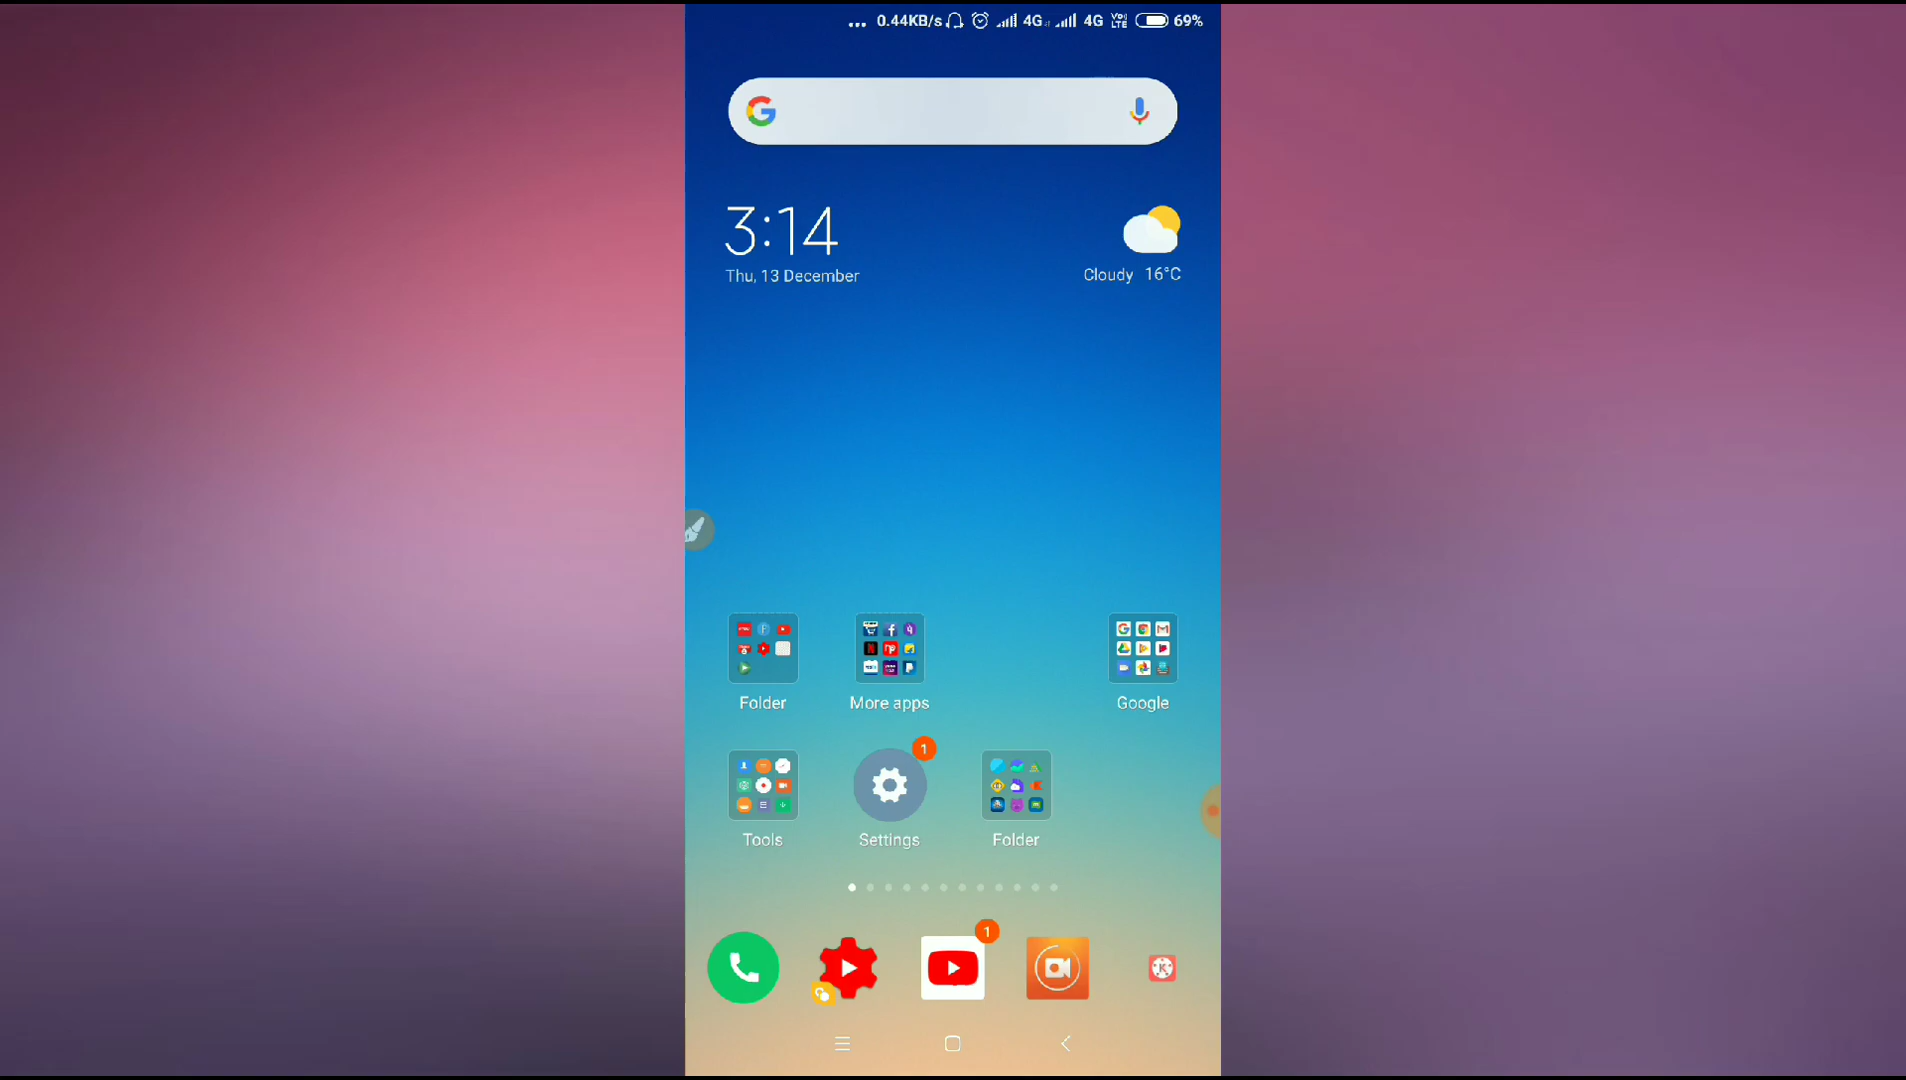 ... 0.44KB/s 4G 4G VoLTE 69%
3:14
Thu, 13 December
Cloudy 16°C
Folder
More apps
Google
1
Tools
Settings
Folder
1
K